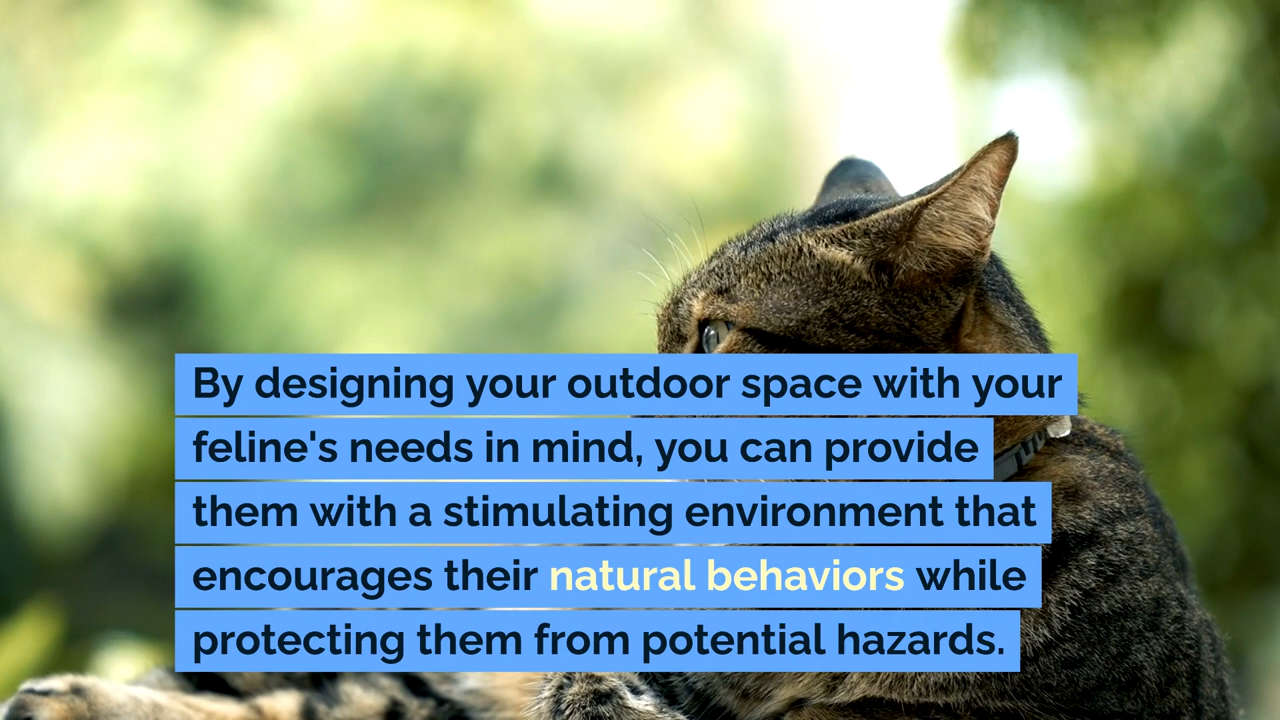 By designing your outdoor space with your
feline's needs in mind, you can provide
them with a stimulating environment that
encourages their natural behaviors while
protecting them from potential hazards.